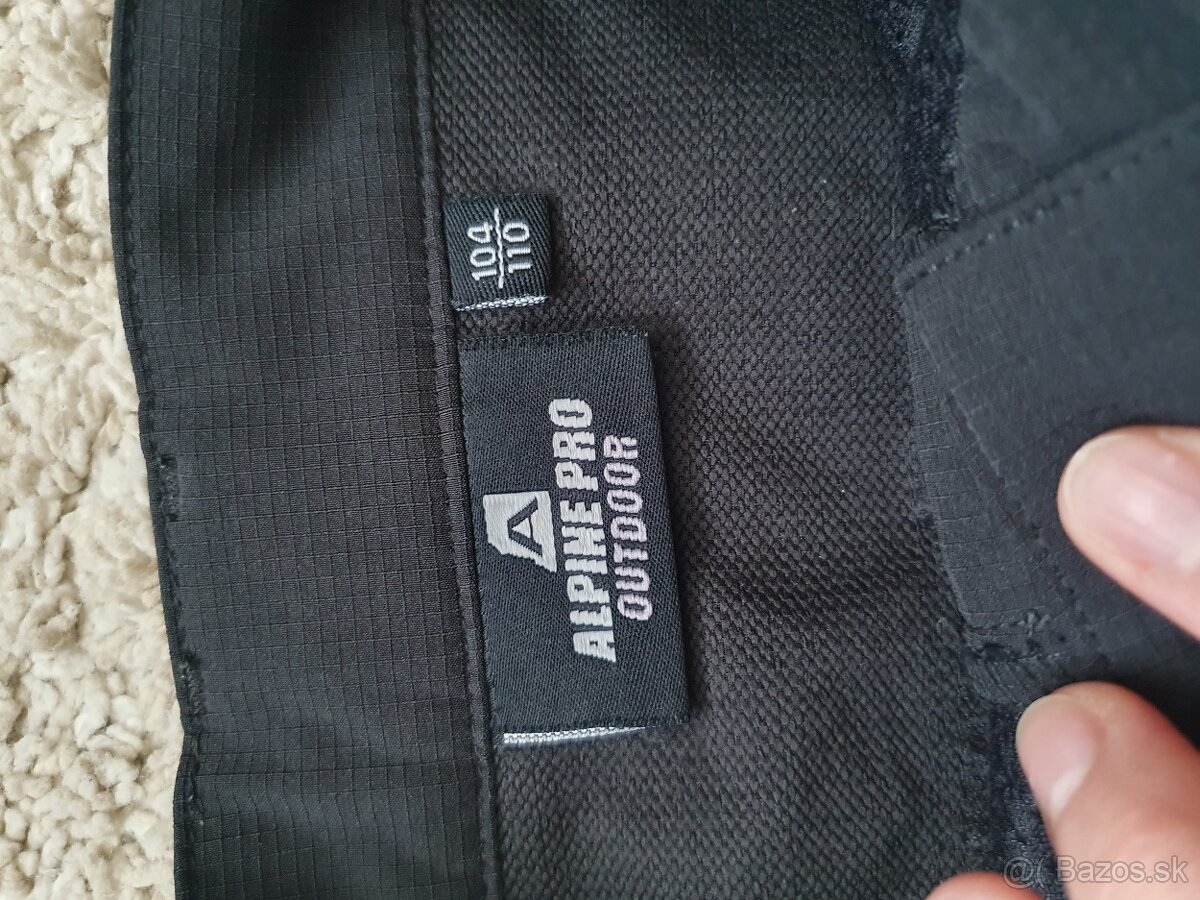 104
110
A
ALPINE PRO
OUTDOOR
Bazos.sk